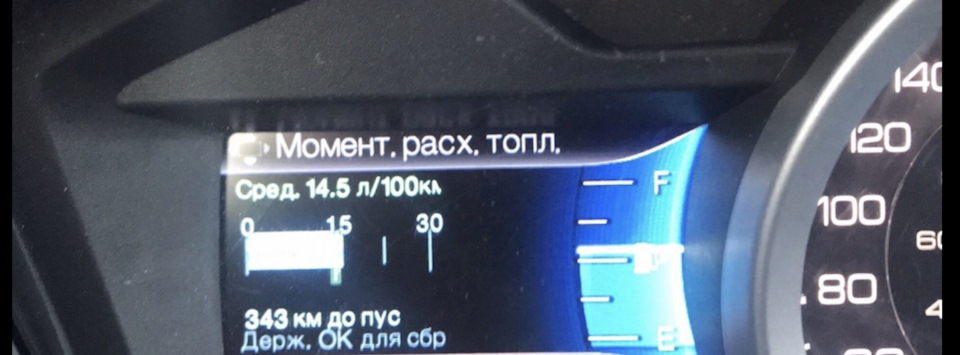 Момент. расх. топл.
Сред. 14.5 л/100км
0 15 30
343 км до пус
Держ. OK для сбр
F
E
140
120
100
80
60